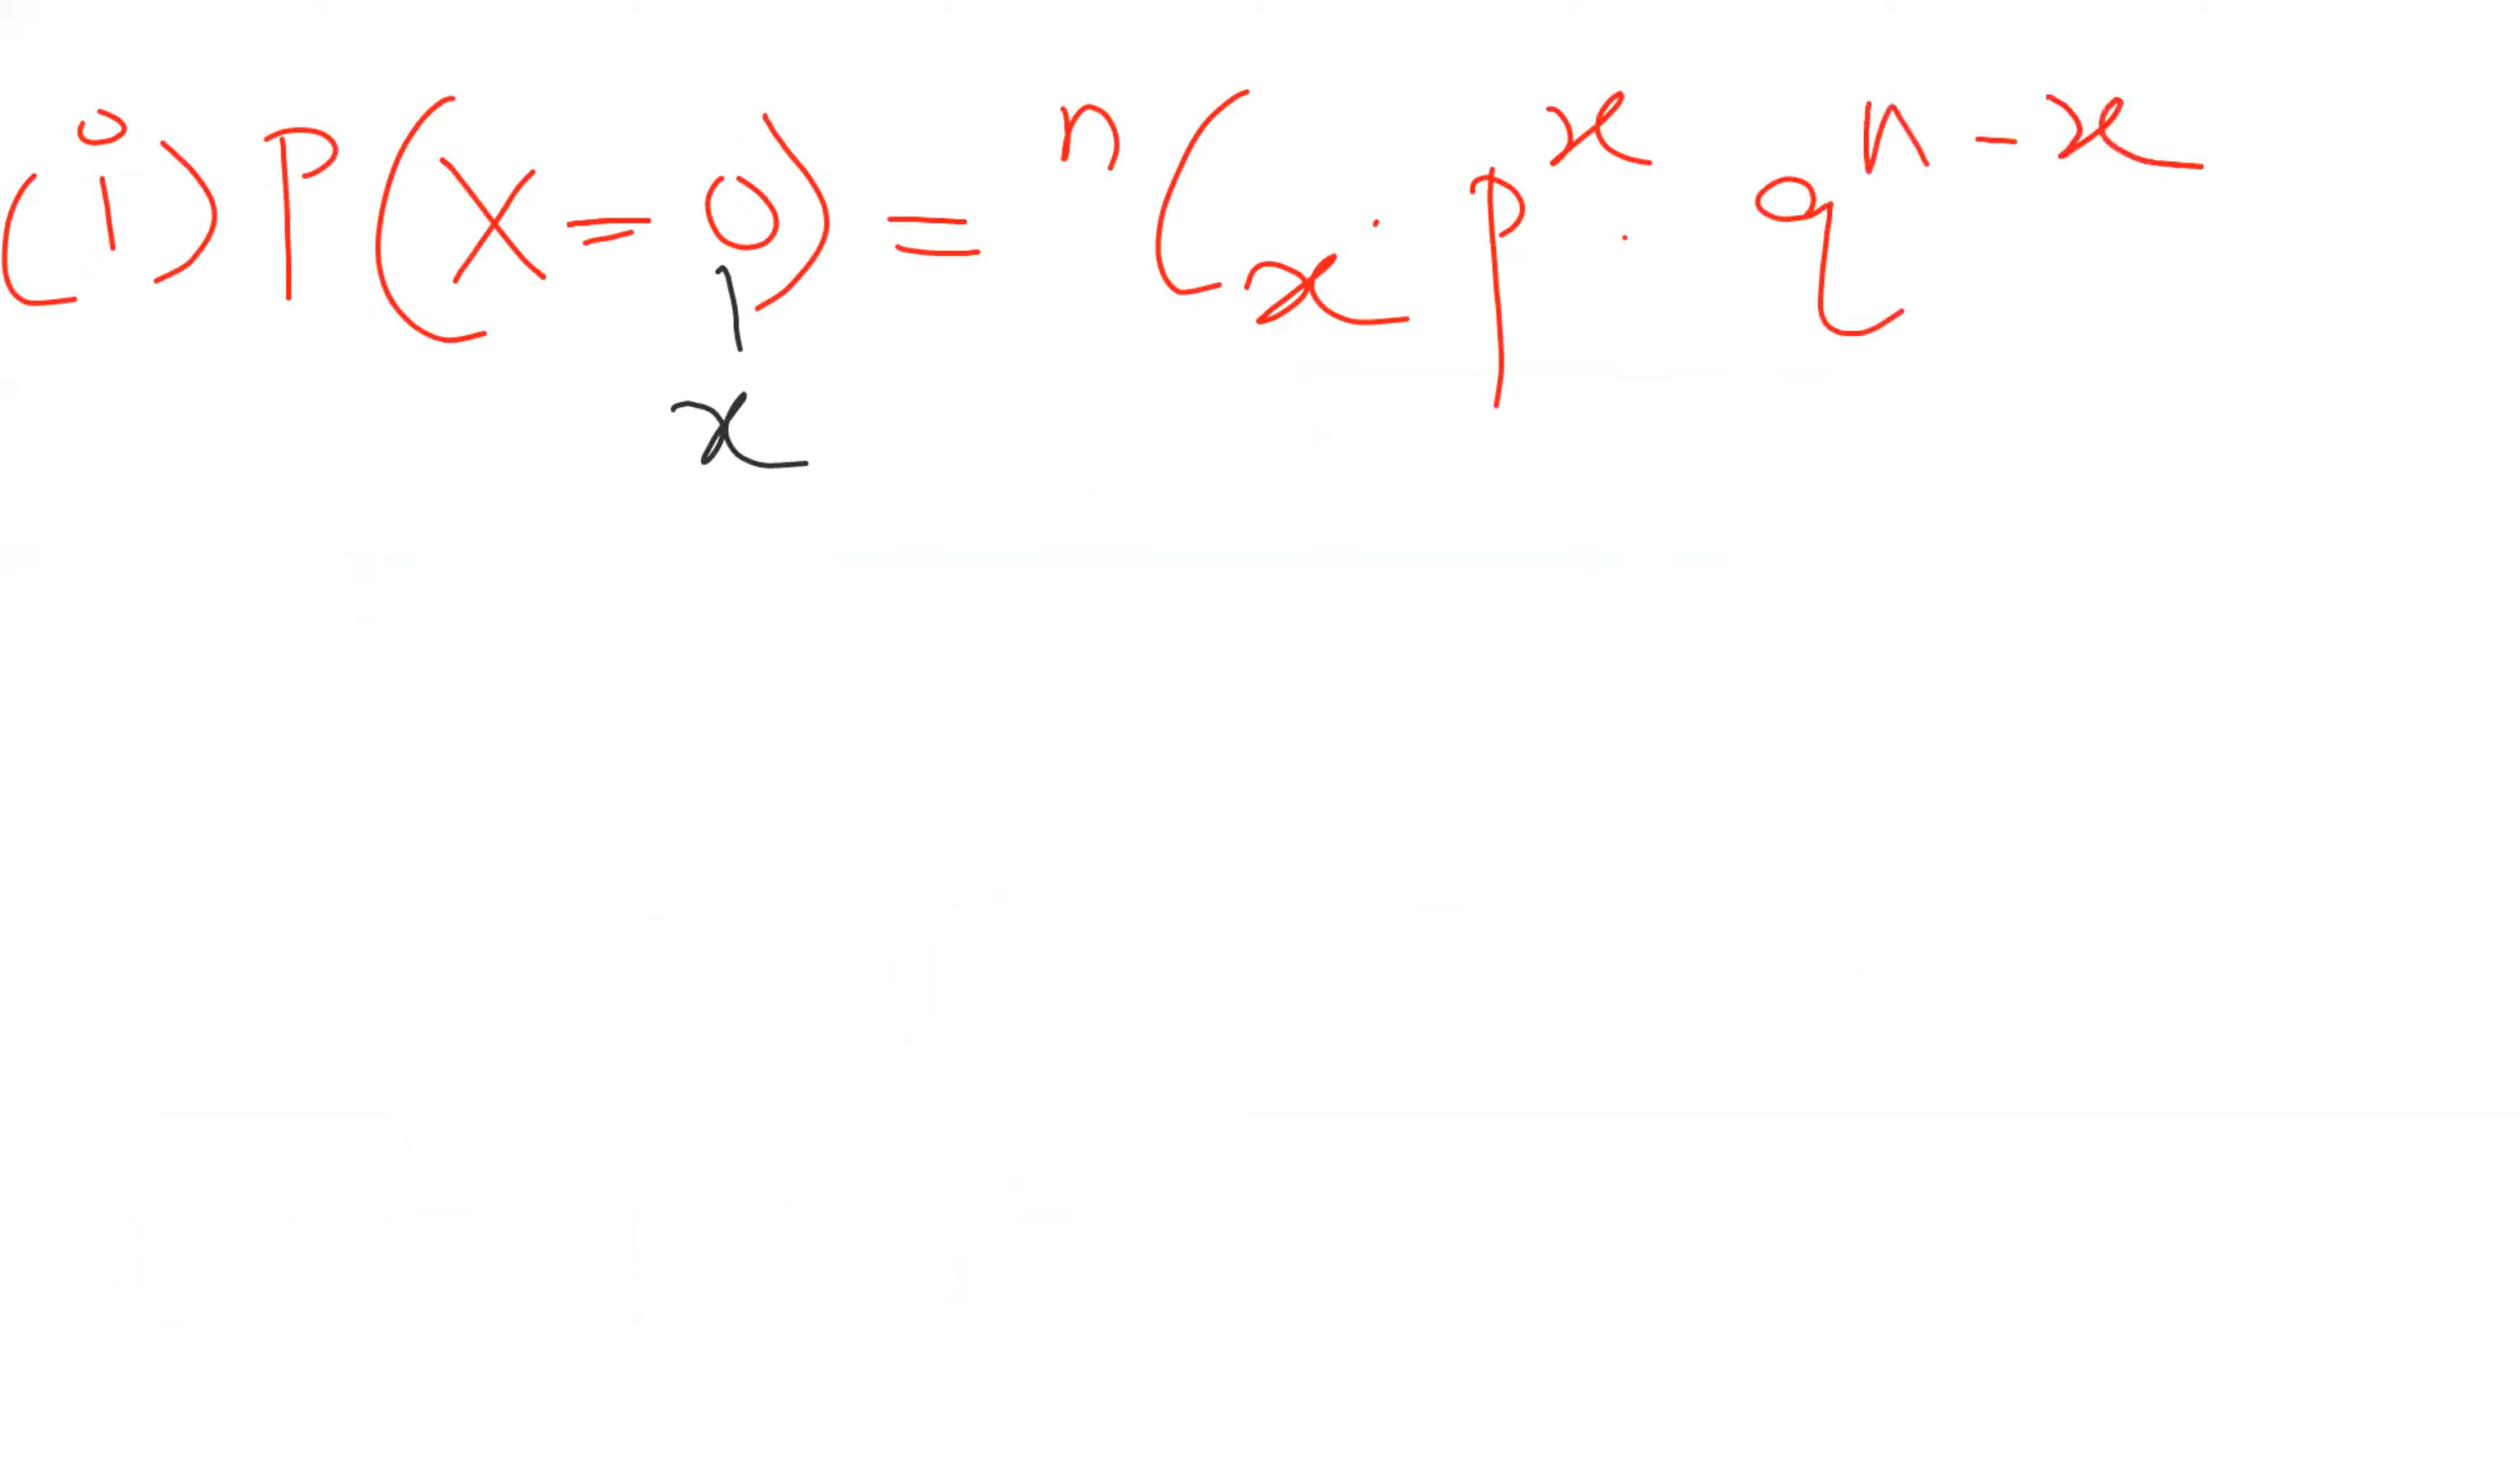 (i) P(X = 0) = ⁿCₓ · pˣ · qⁿ⁻ˣ
x